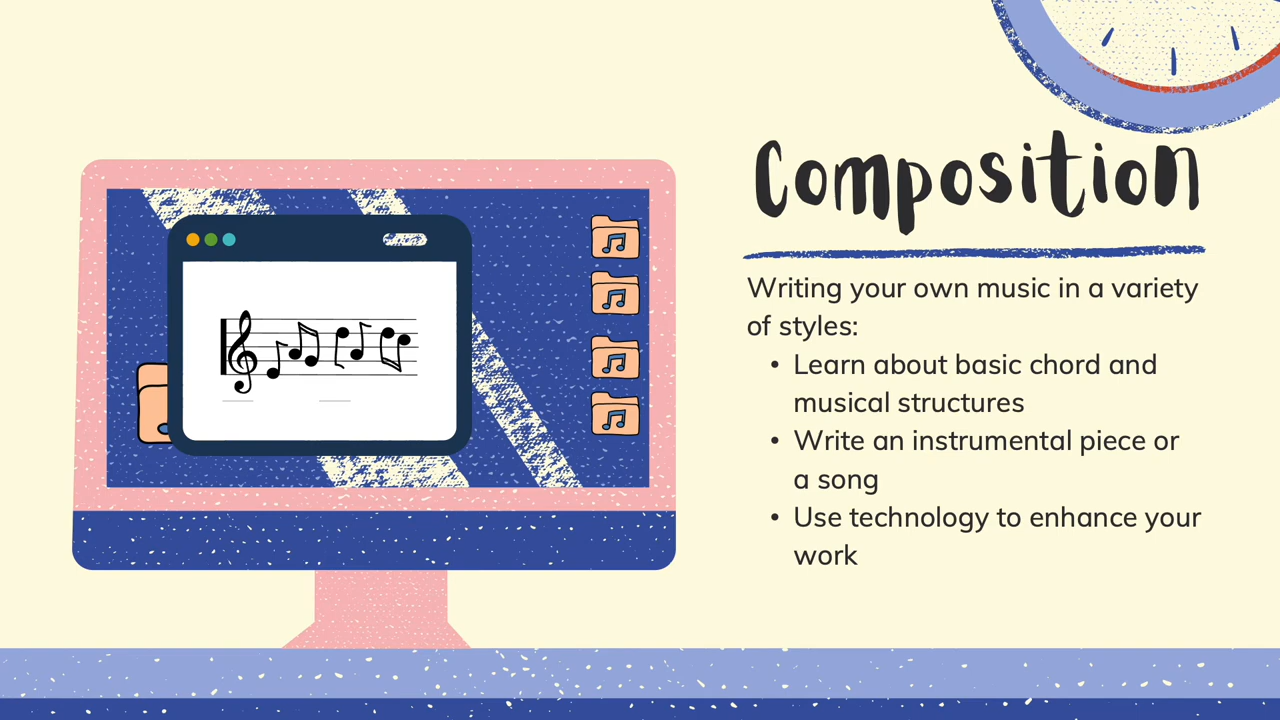 Composition
Writing your own music in a variety
of styles:
• Learn about basic chord and
musical structures
• Write an instrumental piece or
a song
• Use technology to enhance your
work